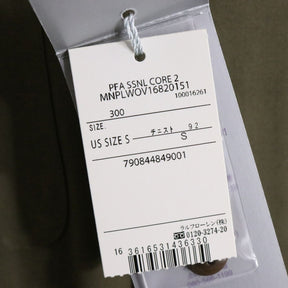 PFA SSNL CORE 2
MNPLWOV16820151
100016261
300
SIZE.
US SIZE S テニスト 92
S
790844849001
ラルフローレン(株)
0120-3274-20
16
3616531436330